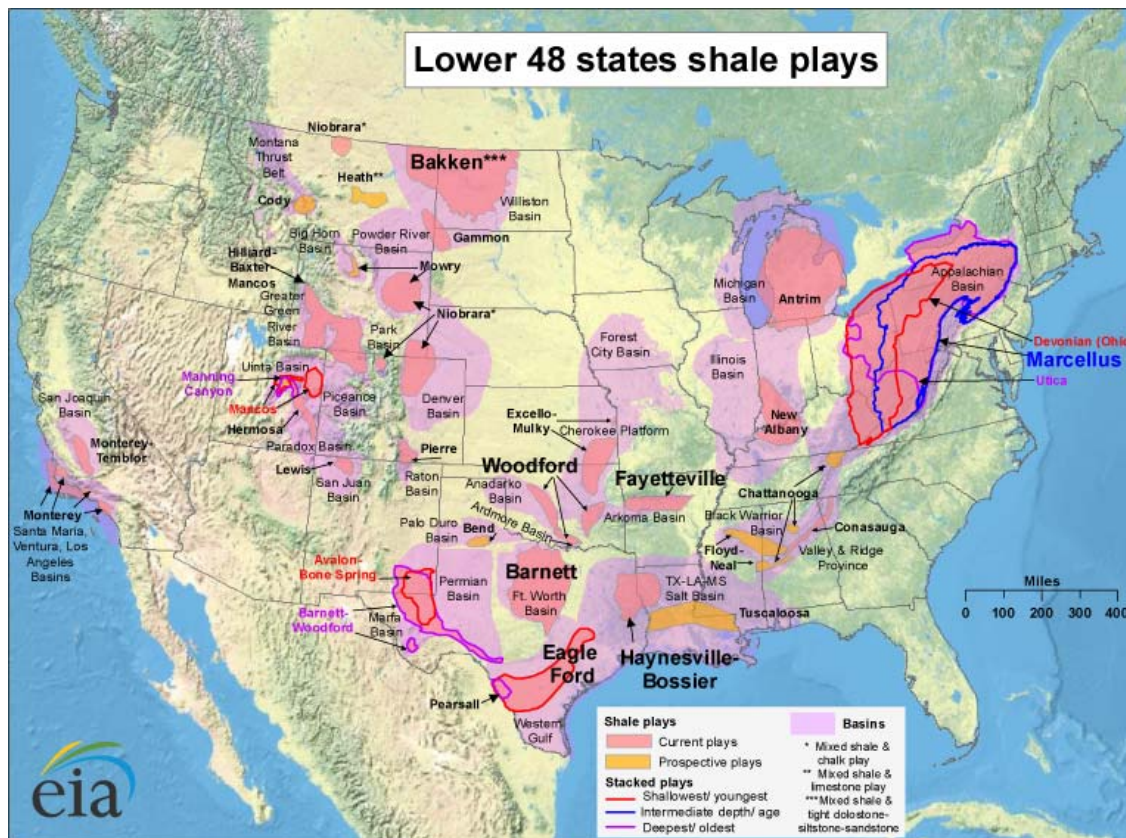 Lower 48 states shale plays
Niobrara*
Montana
Thrust
Belt
Bakken***
Heath**
Cody
Williston
Basin
Big Horn
Basin
Powder River
Basin
Gammon
Hilliard-
Baxter-
Mancos
Mowry
Greater
Green
River
Basin
Niobrara*
Park
Basin
Michigan
Basin
Antrim
Appalachian
Basin
Devonian (Ohio
Marcellus
Utica
Forest
City Basin
Illinois
Basin
Uinta Basin
Manning
Canyon
Mancos
Piceance
Basin
Denver
Basin
Hermosa
San Joaquin
Basin
Monterey-
Temblor
Paradox Basin
Lewis
San Juan
Basin
Pierre
Raton
Basin
Excello-
Mulky
Cherokee Platform
New
Albany
Woodford
Anadarko
Basin
Fayetteville
Arkoma Basin
Chattanooga
Black Warrior
Basin
Conasauga
Monterey
Santa Maria,
Ventura, Los
Angeles
Basins
Palo Duro
Basin
Bend
Ardmore Basin
Floyd-
Neal
Valley & Ridge
Province
Avalon-
Bone Spring
Permian
Basin
Barnett
Ft. Worth
Basin
TX-LA-MS
Salt Basin
Tuscaloosa
Barnett-
Woodford
Marfa
Basin
Eagle
Ford
Haynesville-
Bossier
Pearsall
Western
Gulf
Miles
0 100 200 300 400
Shale plays
Current plays
Prospective plays
Stacked plays
Shallowest/ youngest
Intermediate depth/ age
Deepest/ oldest
Basins
* Mixed shale &
chalk play
** Mixed shale &
limestone play
***Mixed shale &
tight dolostone-
siltstone-sandstone
eia